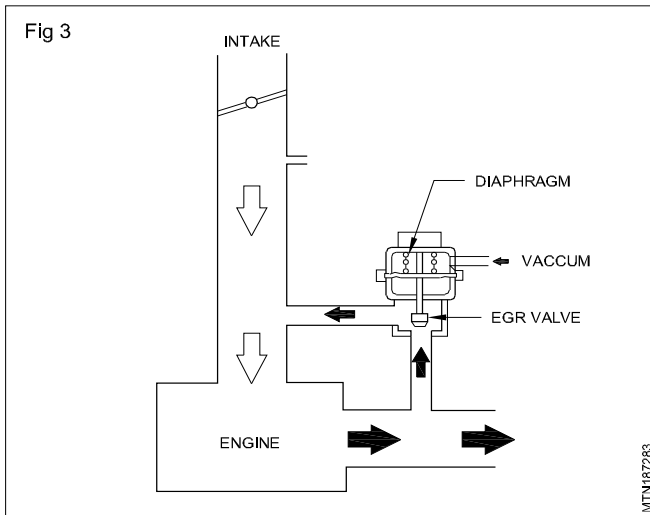 Fig 3
INTAKE
DIAPHRAGM
VACCUM
EGR VALVE
ENGINE
MTN187283